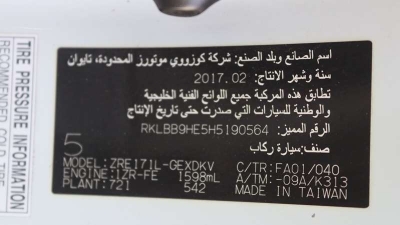 اسم الصانع وبلد الصنع: شركة كوزووي موتورز المحدودة، تايوان
سنة وشهر الانتاج: 2017.02
تطابق هذه المركبة جميع اللوائح الفنية الخليجية
والوطنية للسيارات التي صدرت حتى تاريخ الإنتاج
الرقم المميز: RKLBB9HE5H5190564
صنف: سيارة ركاب
5
MODEL: ZRE171L-GEXDKV
C/TR: FA01/040
ENGINE: 1ZR-FE 1598mL
A/TM: -09A/K313
PLANT: 721 542
MADE IN TAIWAN
TIRE PRESSURE INFORMATION
RECOMMENDED COLD TIRE